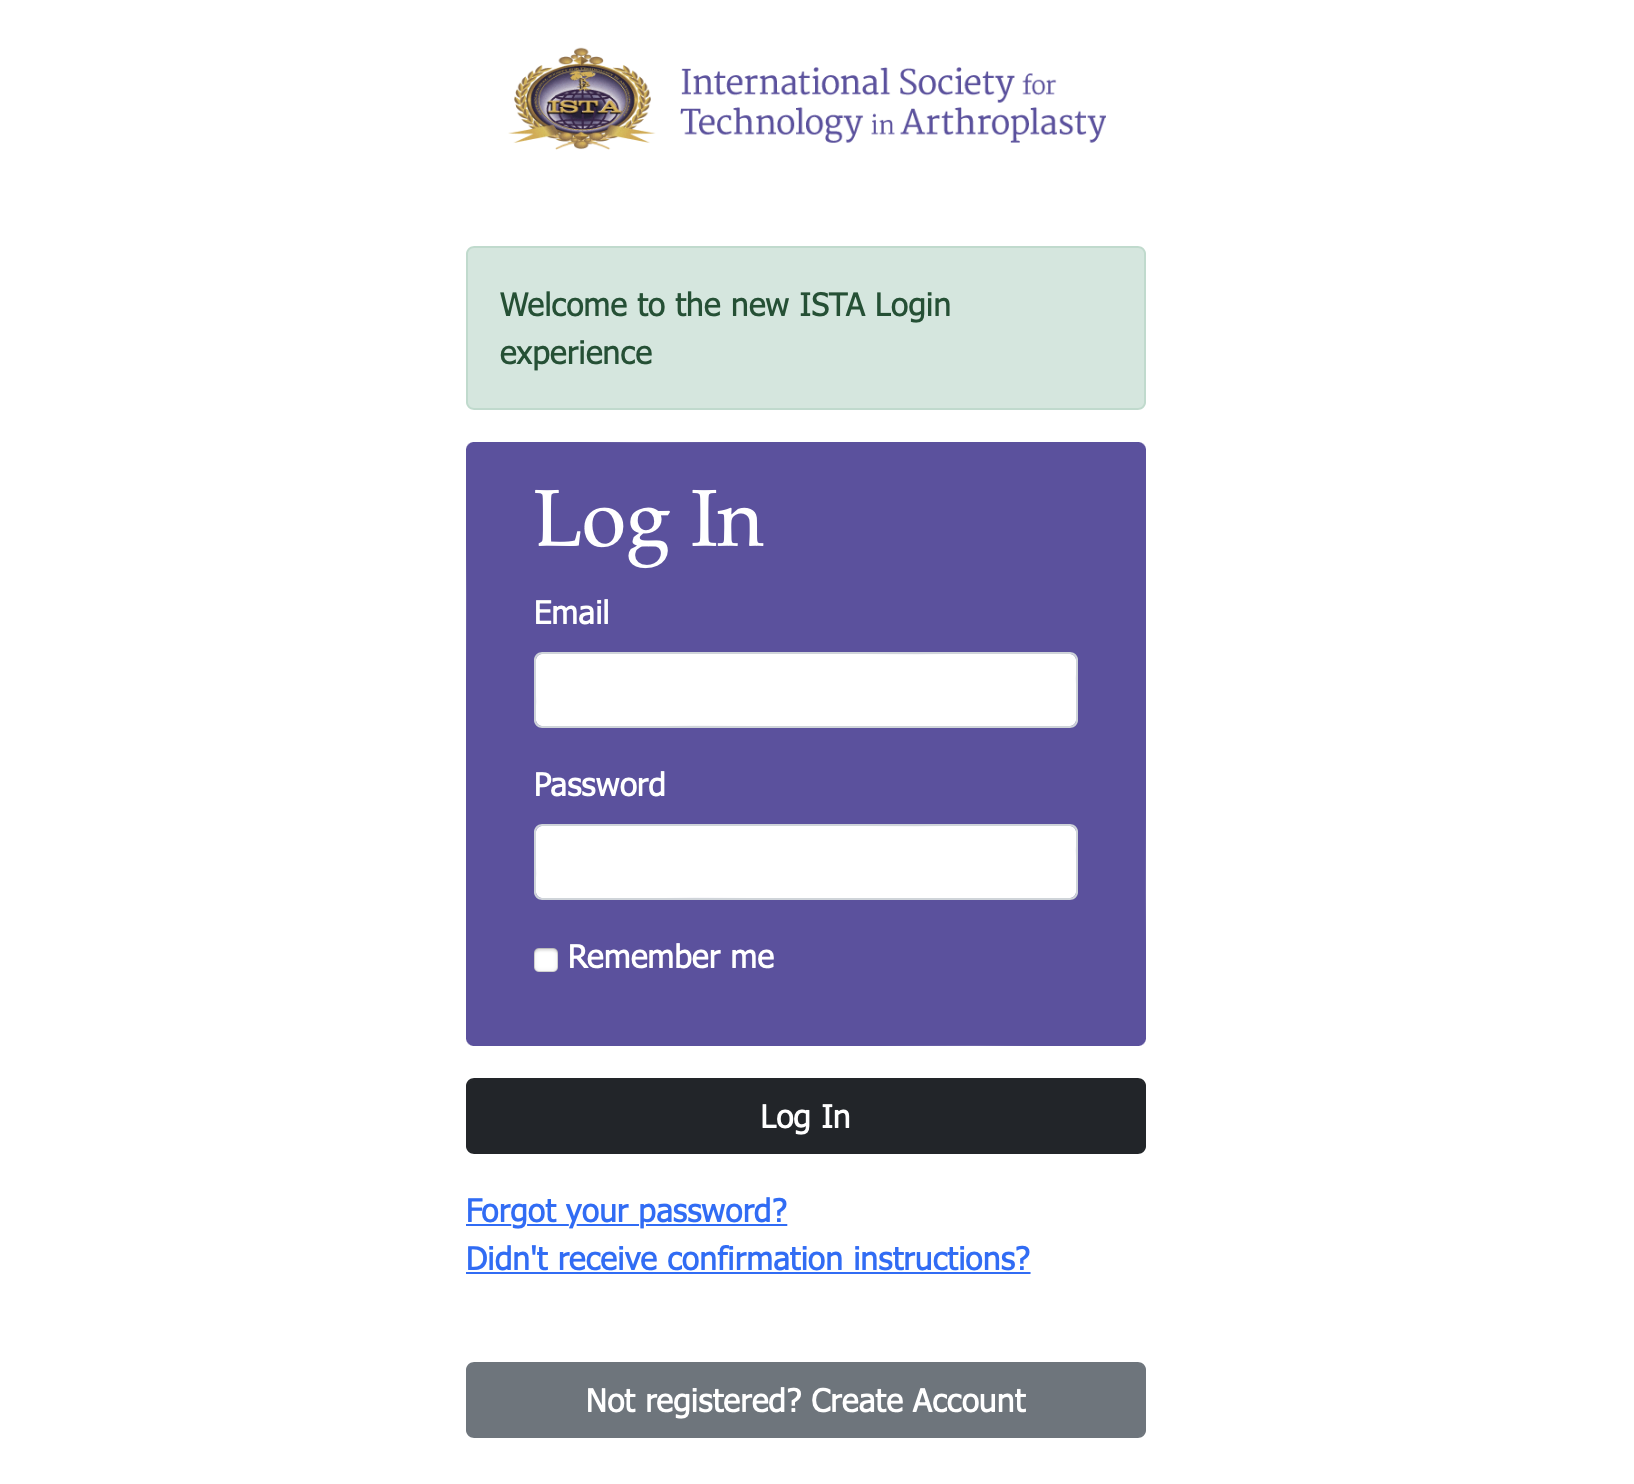 ISTA
International Society for
Technology in Arthroplasty
Welcome to the new ISTA Login
experience
Log In
Email
Password
Remember me
Log In
Forgot your password?
Didn't receive confirmation instructions?
Not registered? Create Account